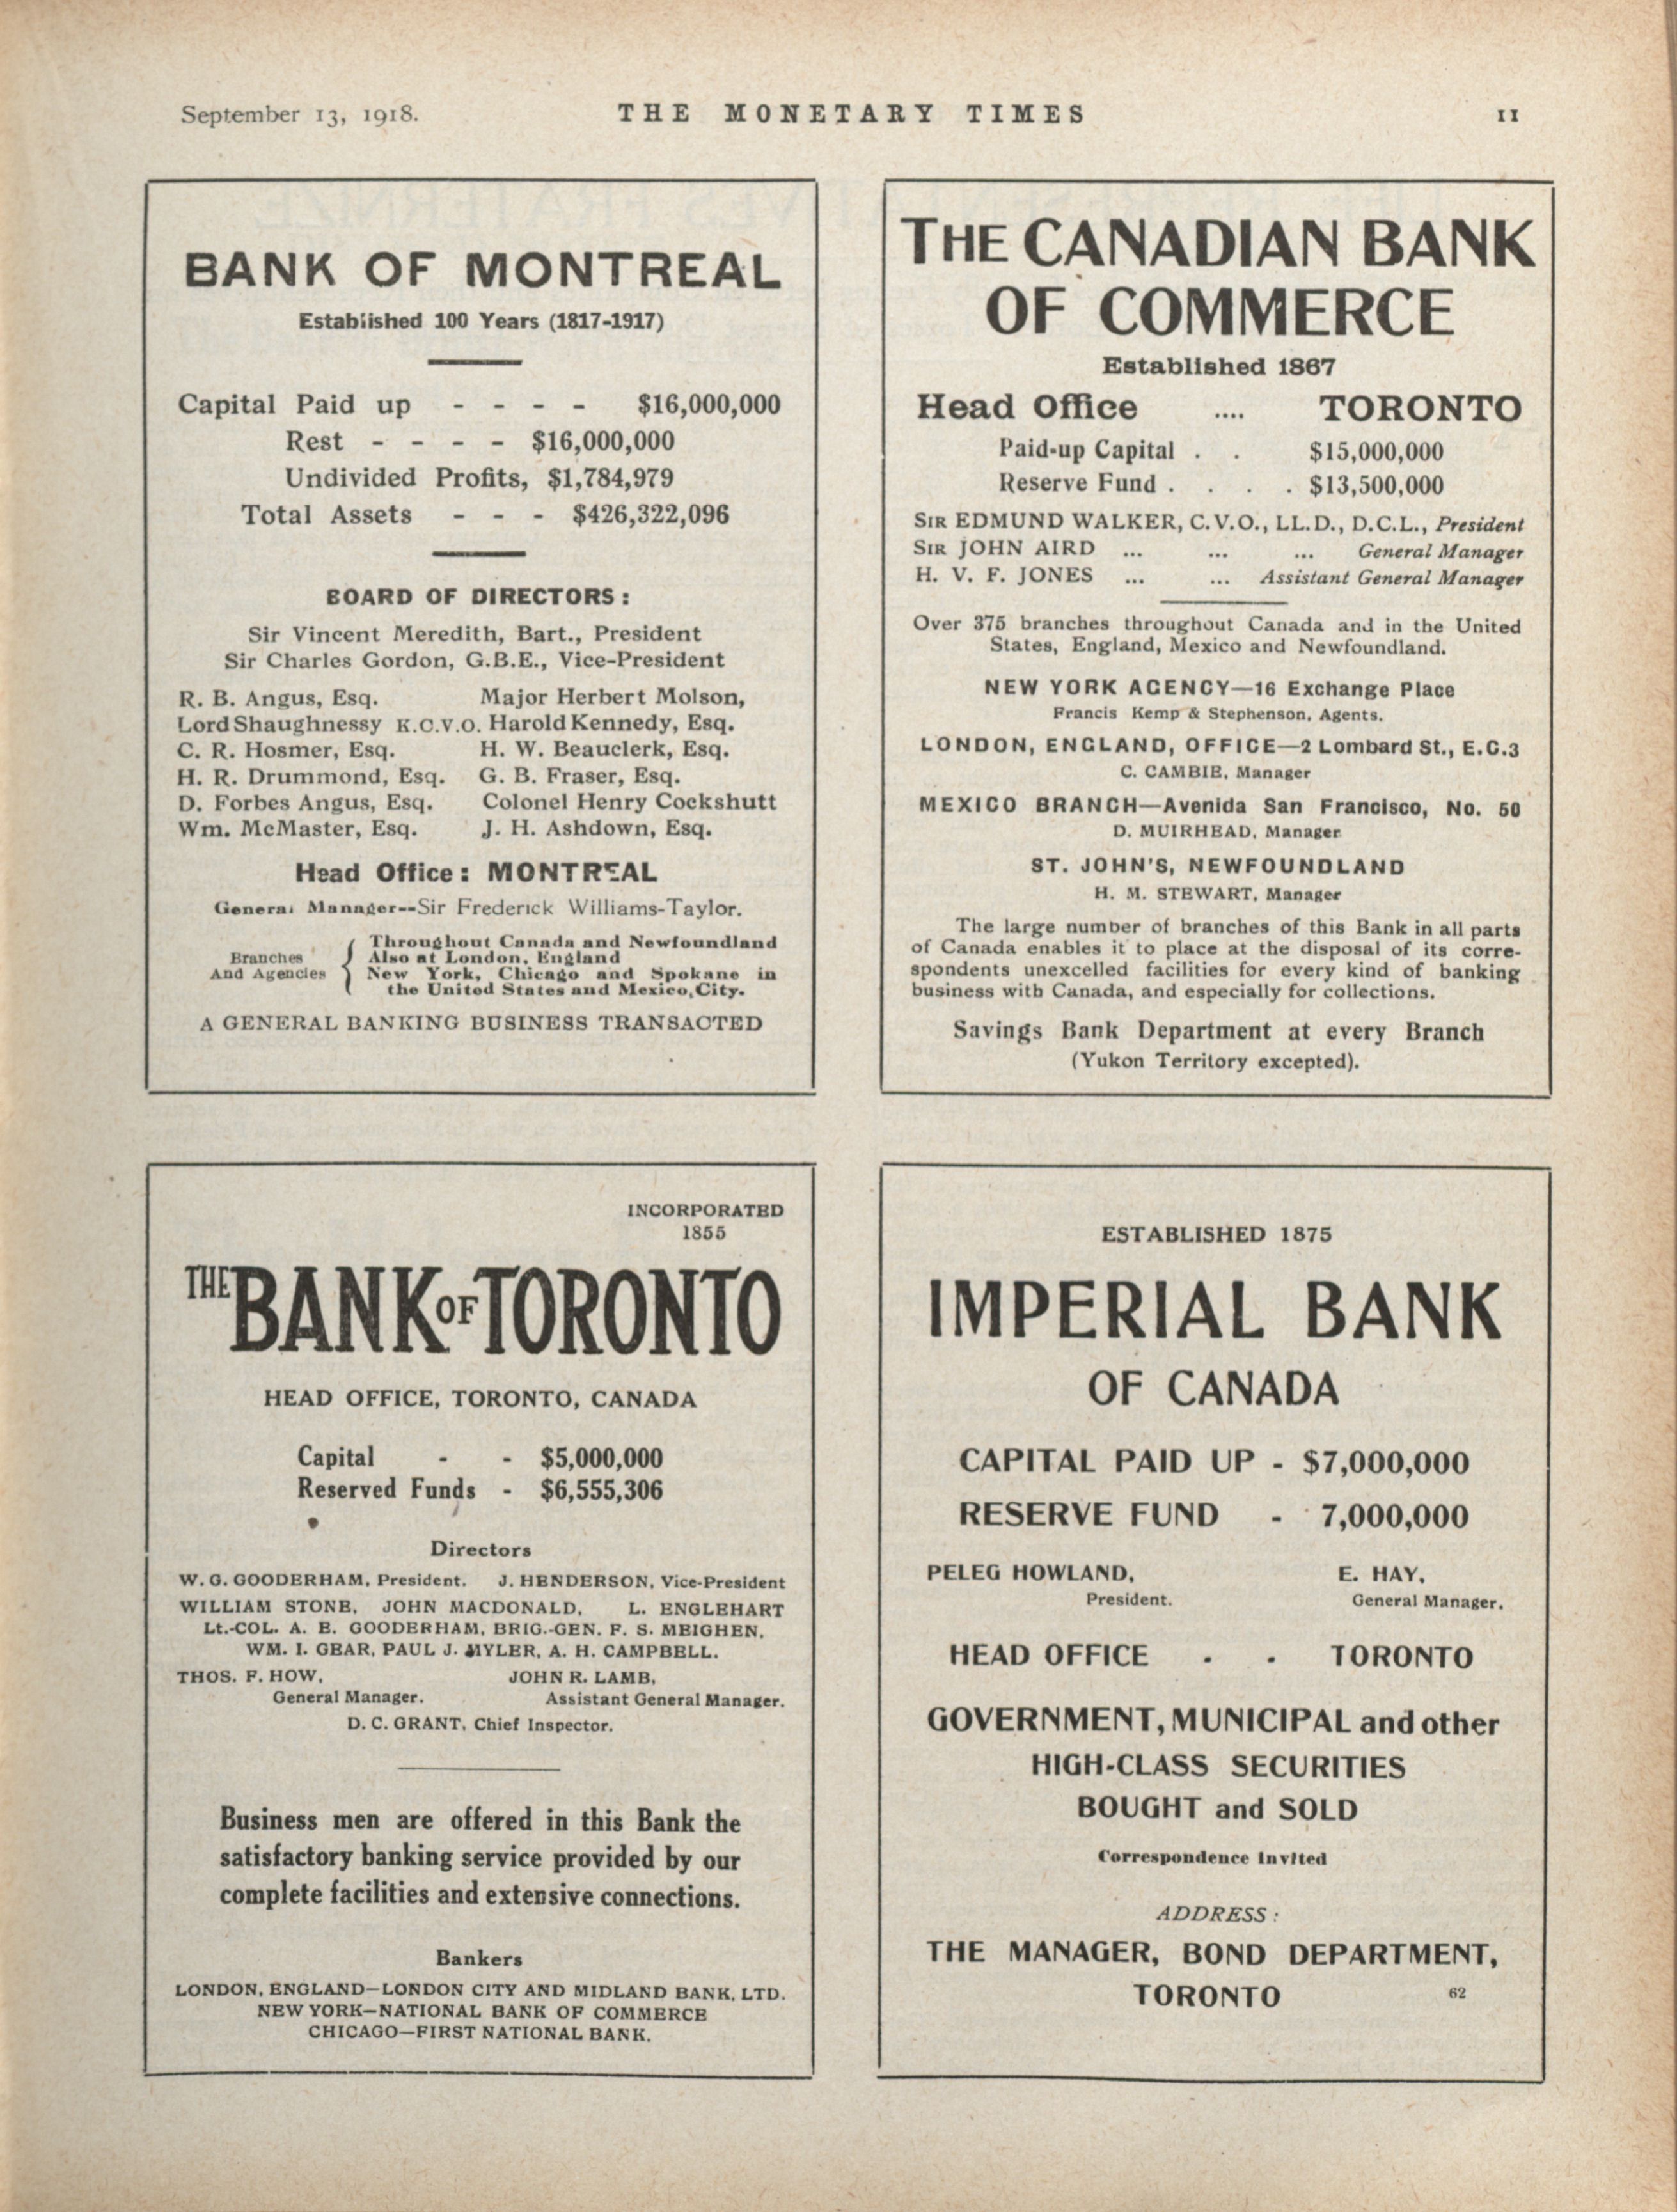 September 13, 1918.
THE MONETARY TIMES
11
BANK OF MONTREAL
Established 100 Years (1817-1917)
Capital Paid up - - - - $16,000,000
Rest - - - - $16,000,000
Undivided Profits, $1,784,979
Total Assets - - - $426,322,096
BOARD OF DIRECTORS:
Sir Vincent Meredith, Bart., President
Sir Charles Gordon, G.B.E., Vice-President
R. B. Angus, Esq. Major Herbert Molson,
Lord Shaughnessy K.C.V.O. Harold Kennedy, Esq.
C. R. Hosmer, Esq. H. W. Beauclerk, Esq.
H. R. Drummond, Esq. G. B. Fraser, Esq.
D. Forbes Angus, Esq. Colonel Henry Cockshutt
Wm. McMaster, Esq. J. H. Ashdown, Esq.
Head Office: MONTREAL
General Manager--Sir Frederick Williams-Taylor.
Branches And Agencies
Throughout Canada and Newfoundland
Also at London, England
New York, Chicago and Spokane in
the United States and Mexico, City.
A GENERAL BANKING BUSINESS TRANSACTED
THE CANADIAN BANK
OF COMMERCE
Established 1867
Head Office .... TORONTO
Paid-up Capital . . $15,000,000
Reserve Fund . . . . $13,500,000
SIR EDMUND WALKER, C.V.O., LL.D., D.C.L., President
SIR JOHN AIRD ... ... ... General Manager
H. V. F. JONES ... ... Assistant General Manager
Over 375 branches throughout Canada and in the United
States, England, Mexico and Newfoundland.
NEW YORK AGENCY—16 Exchange Place
Francis Kemp & Stephenson, Agents.
LONDON, ENGLAND, OFFICE—2 Lombard St., E.C.3
C. CAMBIE, Manager
MEXICO BRANCH—Avenida San Francisco, No. 50
D. MUIRHEAD, Manager
ST. JOHN'S, NEWFOUNDLAND
H. M. STEWART, Manager
The large number of branches of this Bank in all parts
of Canada enables it to place at the disposal of its corre-
spondents unexcelled facilities for every kind of banking
business with Canada, and especially for collections.
Savings Bank Department at every Branch
(Yukon Territory excepted).
INCORPORATED
1855
THE BANK OF TORONTO
HEAD OFFICE, TORONTO, CANADA
Capital - - $5,000,000
Reserved Funds - $6,555,306
Directors
W. G. GOODERHAM, President. J. HENDERSON, Vice-President
WILLIAM STONE, JOHN MACDONALD, L. ENGLEHART
Lt.-COL. A. E. GOODERHAM, BRIG.-GEN. F. S. MEIGHEN,
WM. I. GEAR, PAUL J. MYLER, A. H. CAMPBELL.
THOS. F. HOW, JOHN R. LAMB,
General Manager. Assistant General Manager.
D. C. GRANT, Chief Inspector.
Business men are offered in this Bank the
satisfactory banking service provided by our
complete facilities and extensive connections.
Bankers
LONDON, ENGLAND—LONDON CITY AND MIDLAND BANK, LTD.
NEW YORK—NATIONAL BANK OF COMMERCE
CHICAGO—FIRST NATIONAL BANK.
ESTABLISHED 1875
IMPERIAL BANK
OF CANADA
CAPITAL PAID UP - $7,000,000
RESERVE FUND - 7,000,000
PELEG HOWLAND, E. HAY,
President. General Manager.
HEAD OFFICE - - TORONTO
GOVERNMENT, MUNICIPAL and other
HIGH-CLASS SECURITIES
BOUGHT and SOLD
Correspondence Invited
ADDRESS:
THE MANAGER, BOND DEPARTMENT,
TORONTO 62